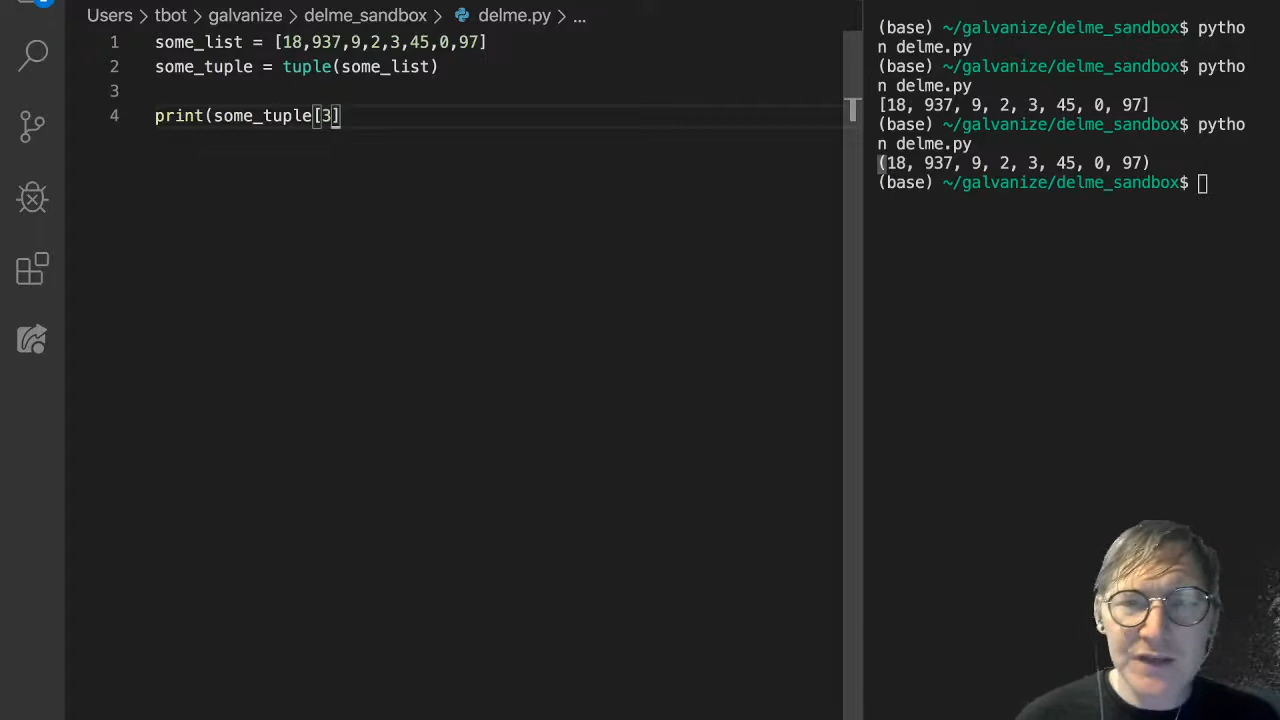 Users > tbot > galvanize > delme_sandbox > delme.py > ...
1 some_list = [18,937,9,2,3,45,0,97]
2 some_tuple = tuple(some_list)
3
4 print(some_tuple[3]
(base) ~/galvanize/delme_sandbox$ pytho
n delme.py
(base) ~/galvanize/delme_sandbox$ pytho
n delme.py
[18, 937, 9, 2, 3, 45, 0, 97]
(base) ~/galvanize/delme_sandbox$ pytho
n delme.py
(18, 937, 9, 2, 3, 45, 0, 97)
(base) ~/galvanize/delme_sandbox$